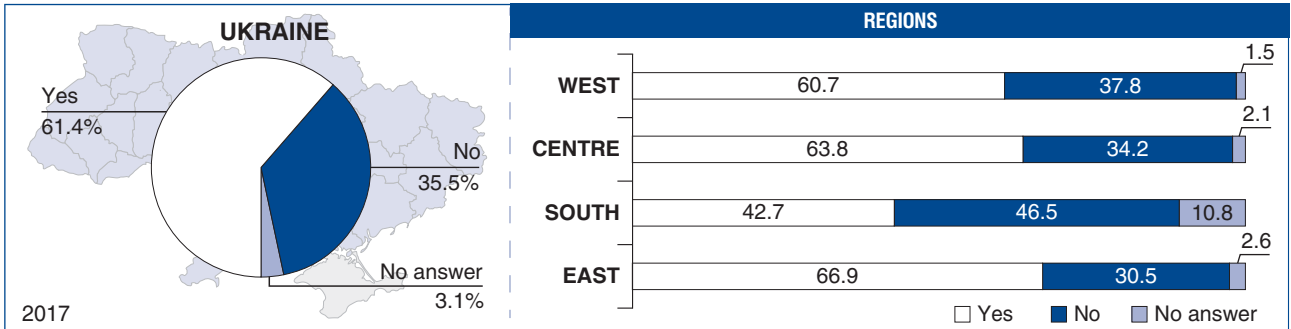 UKRAINE
Yes
61.4%
No
35.5%
No answer
3.1%
2017
REGIONS
1.5
WEST 60.7 37.8
2.1
CENTRE 63.8 34.2
SOUTH 42.7 46.5 10.8
2.6
EAST 66.9 30.5
Yes No No answer